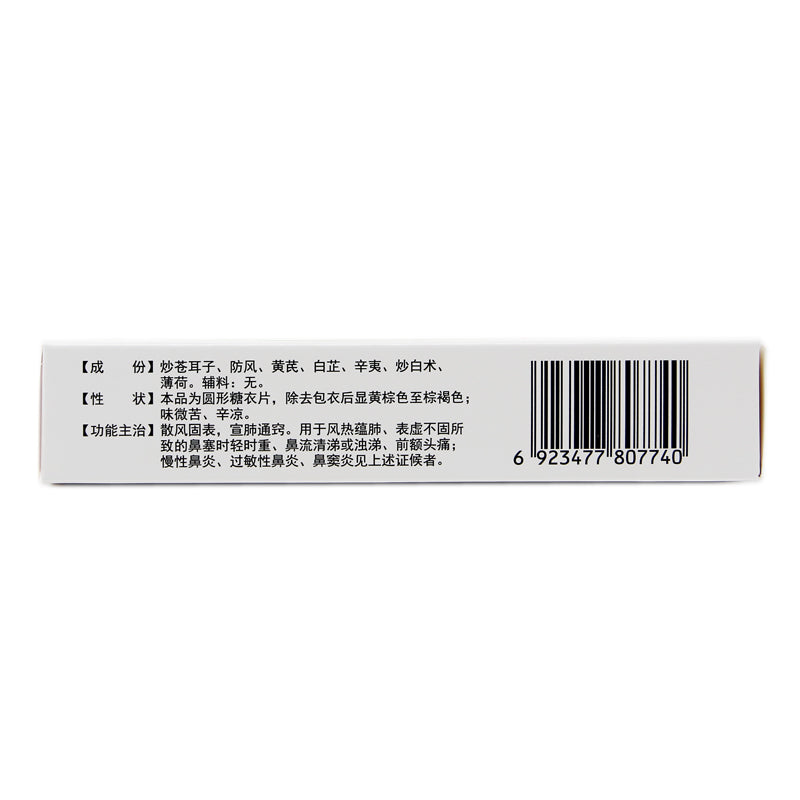 【成　份】炒苍耳子、防风、黄芪、白芷、辛夷、炒白术、
薄荷。辅料：无。
【性　状】本品为圆形糖衣片，除去包衣后显黄棕色至棕褐色；
味微苦、辛凉。
【功能主治】散风固表，宣肺通窍。用于风热蕴肺、表虚不固所
致的鼻塞时轻时重、鼻流清涕或浊涕、前额头痛；
慢性鼻炎、过敏性鼻炎、鼻窦炎见上述证候者。
6 923477 807740